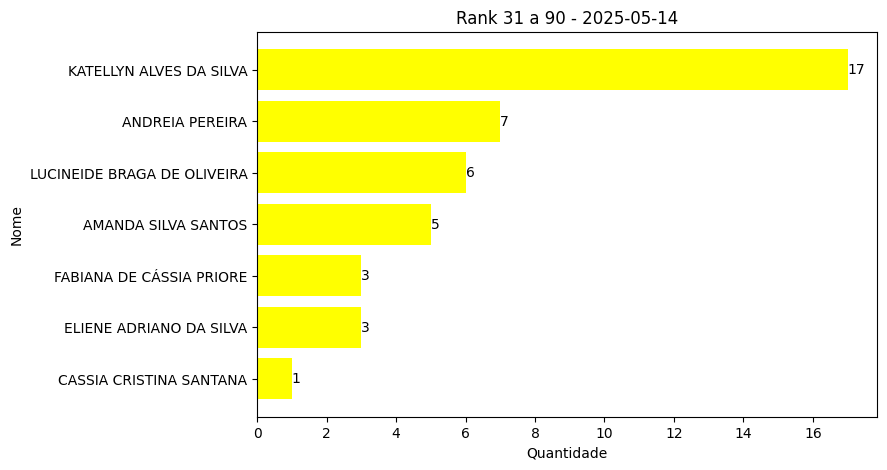 Rank 31 a 90 - 2025-05-14
Nome
KATELLYN ALVES DA SILVA 17
ANDREIA PEREIRA 7
LUCINEIDE BRAGA DE OLIVEIRA 6
AMANDA SILVA SANTOS 5
FABIANA DE CÁSSIA PRIORE 3
ELIENE ADRIANO DA SILVA 3
CASSIA CRISTINA SANTANA 1
0 2 4 6 8 10 12 14 16
Quantidade